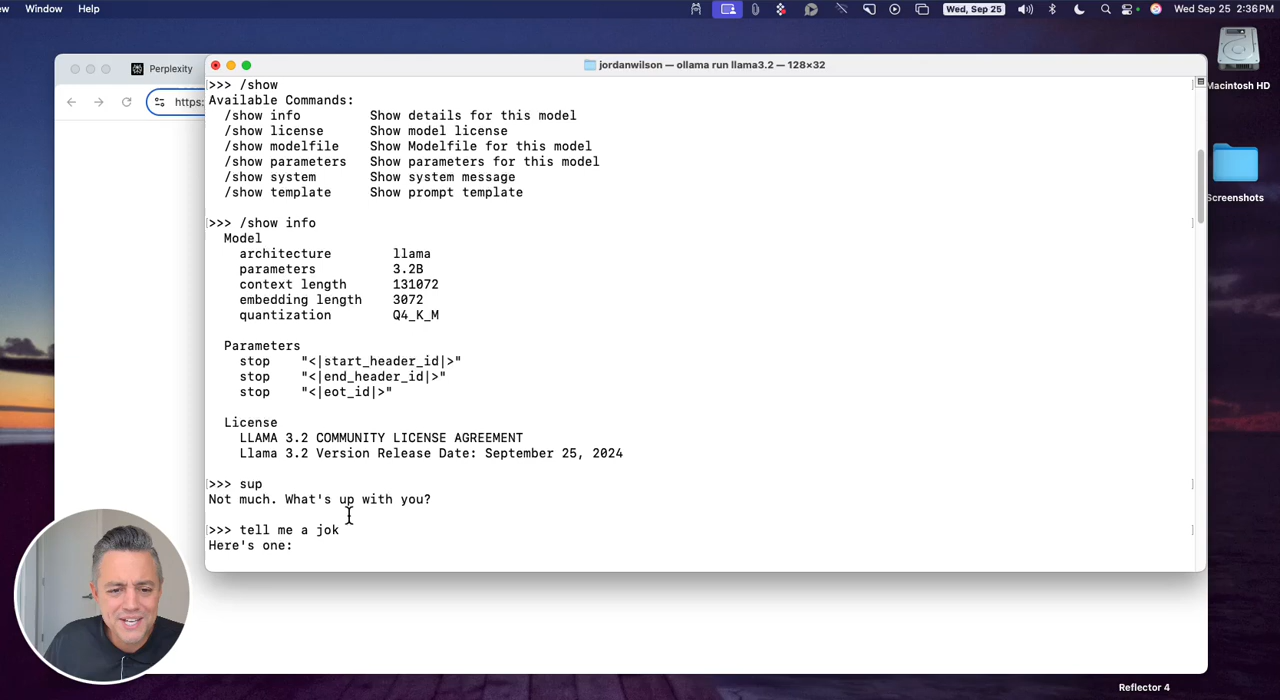 ew Window Help Wed, Sep 25 Wed Sep 25 2:36 PM
jordanwilson — ollama run llama3.2 — 128×32
Perplexity
https:
Macintosh HD
Screenshots
>>> /show
Available Commands:
/show info Show details for this model
/show license Show model license
/show modelfile Show Modelfile for this model
/show parameters Show parameters for this model
/show system Show system message
/show template Show prompt template
>>> /show info
Model
architecture llama
parameters 3.2B
context length 131072
embedding length 3072
quantization Q4_K_M
Parameters
stop "<|start_header_id|>"
stop "<|end_header_id|>"
stop "<|eot_id|>"
License
LLAMA 3.2 COMMUNITY LICENSE AGREEMENT
Llama 3.2 Version Release Date: September 25, 2024
>>> sup
Not much. What's up with you?
>>> tell me a jok
Here's one:
Reflector 4